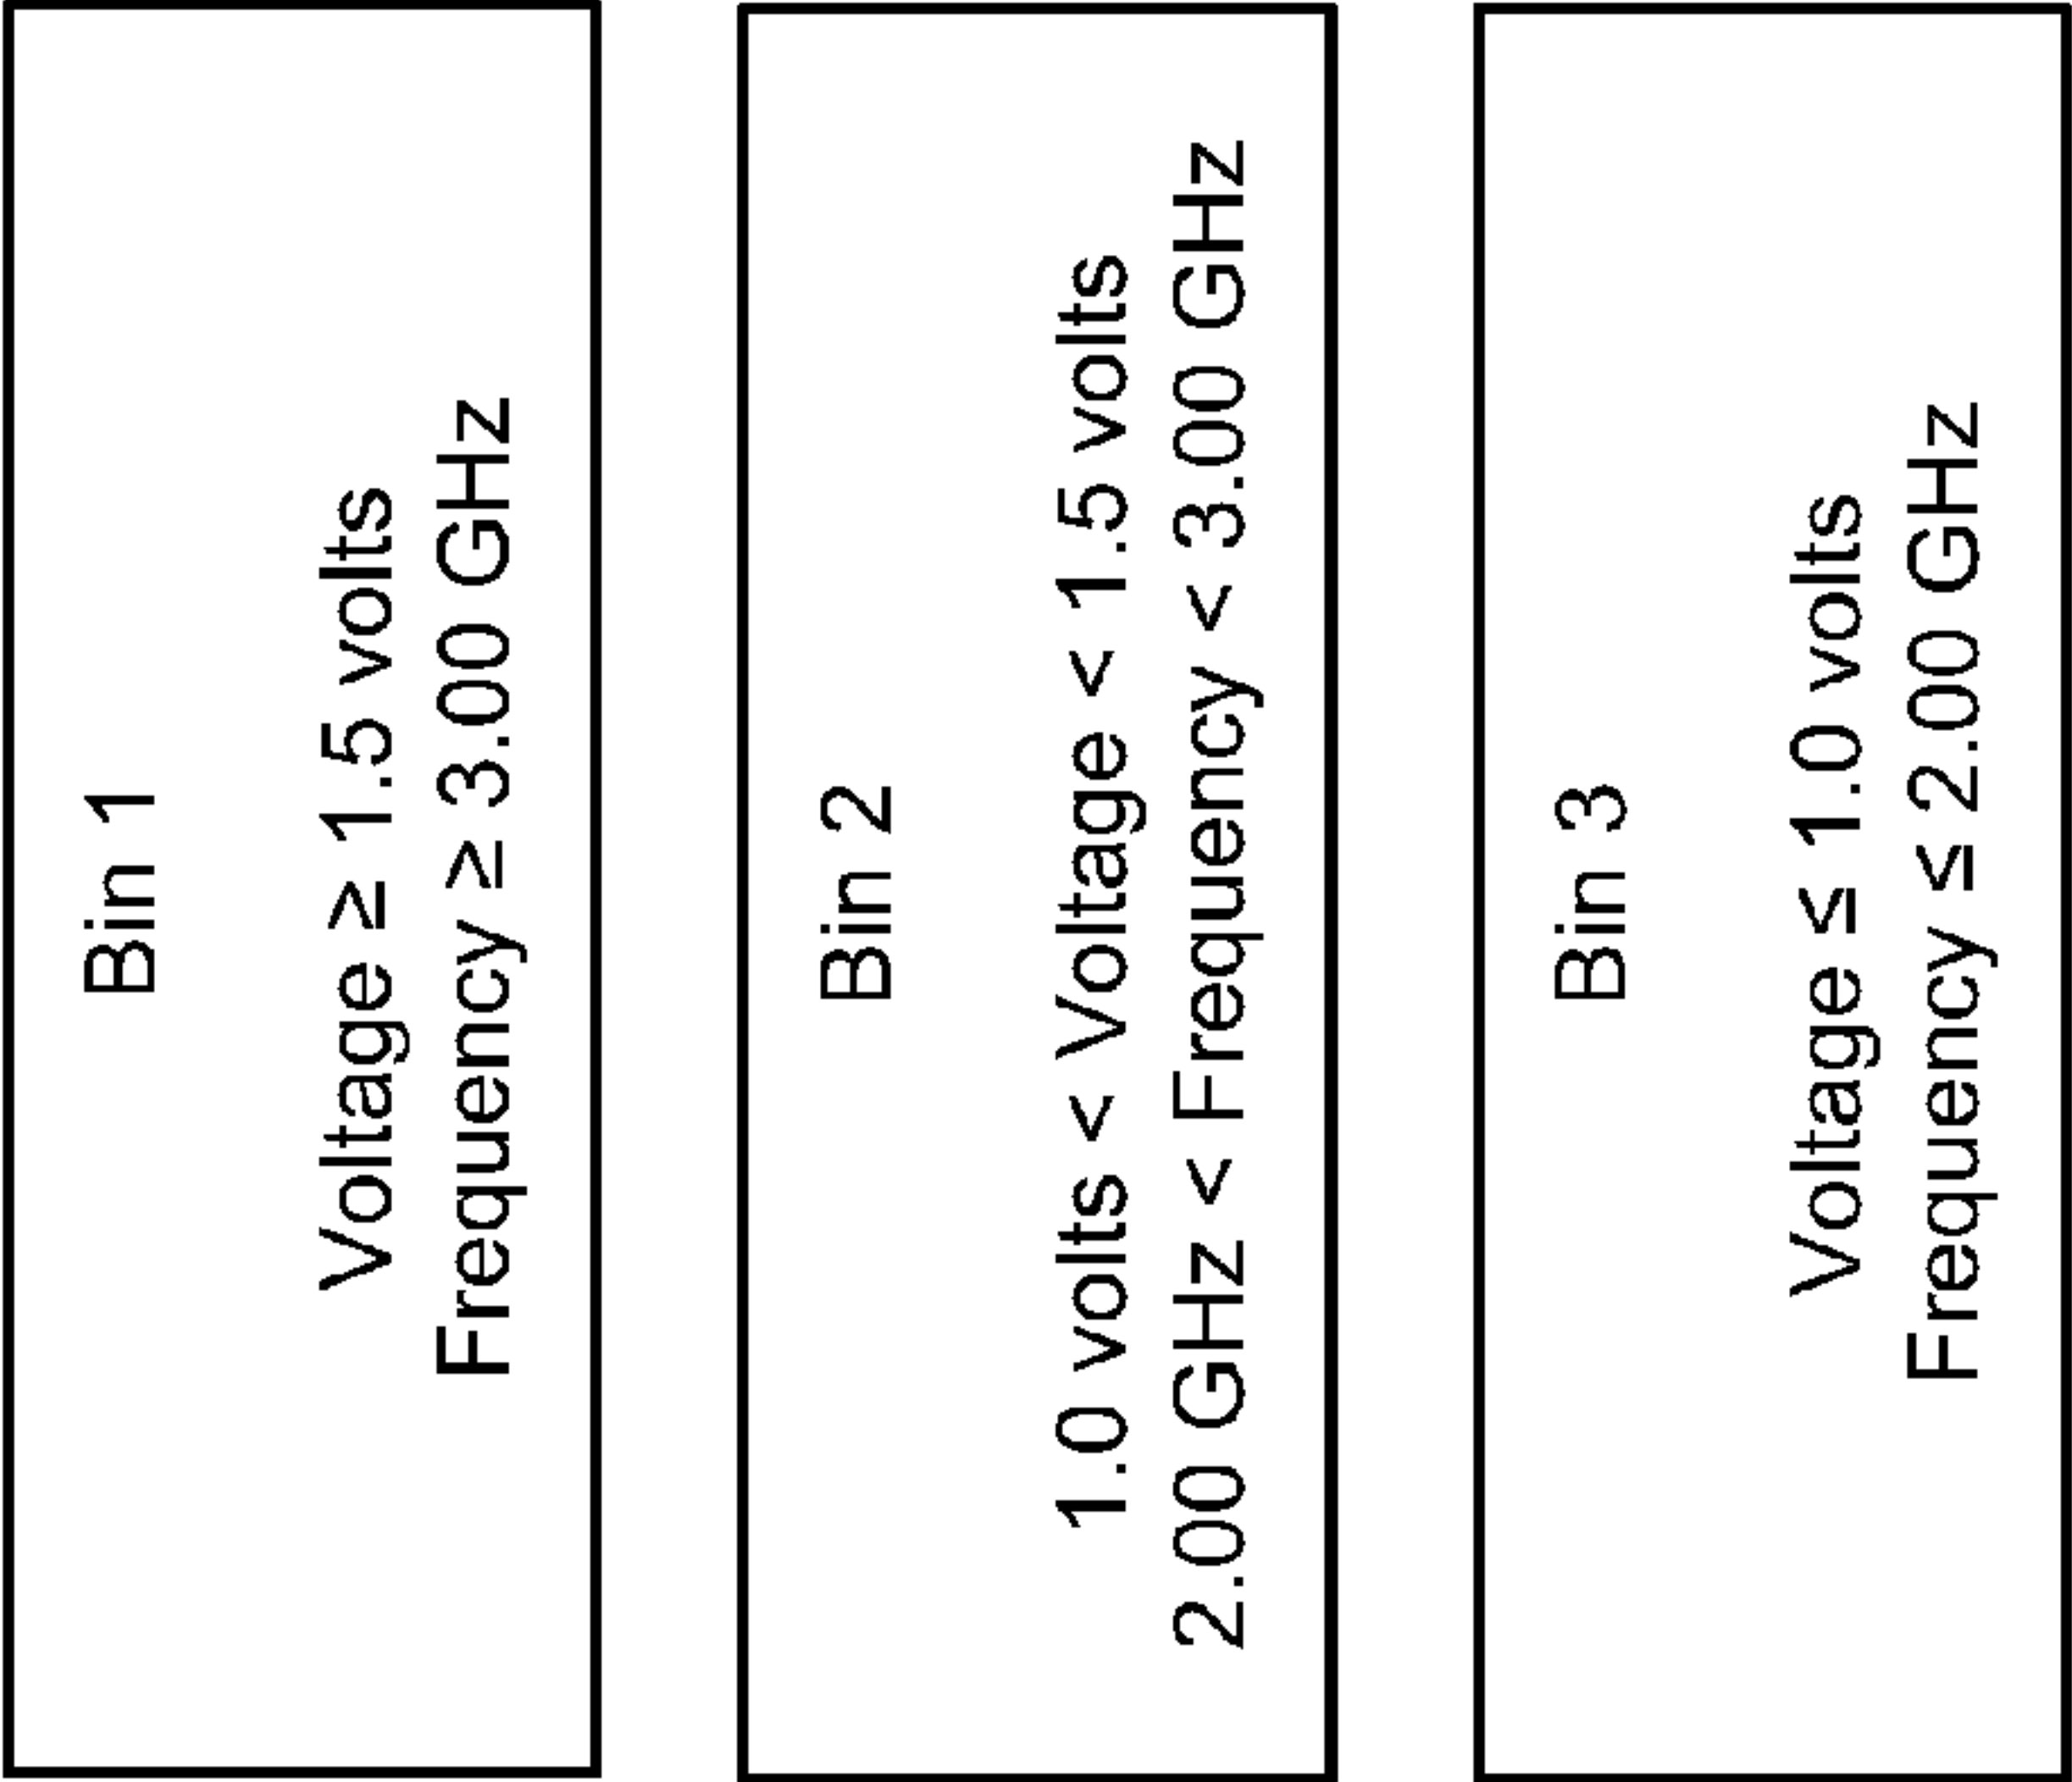 Bin 1
Voltage ≥ 1.5 volts
Frequency ≥ 3.00 GHz
Bin 2
1.0 volts < Voltage < 1.5 volts
2.00 GHz < Frequency < 3.00 GHz
Bin 3
Voltage ≤ 1.0 volts
Frequency ≤ 2.00 GHz